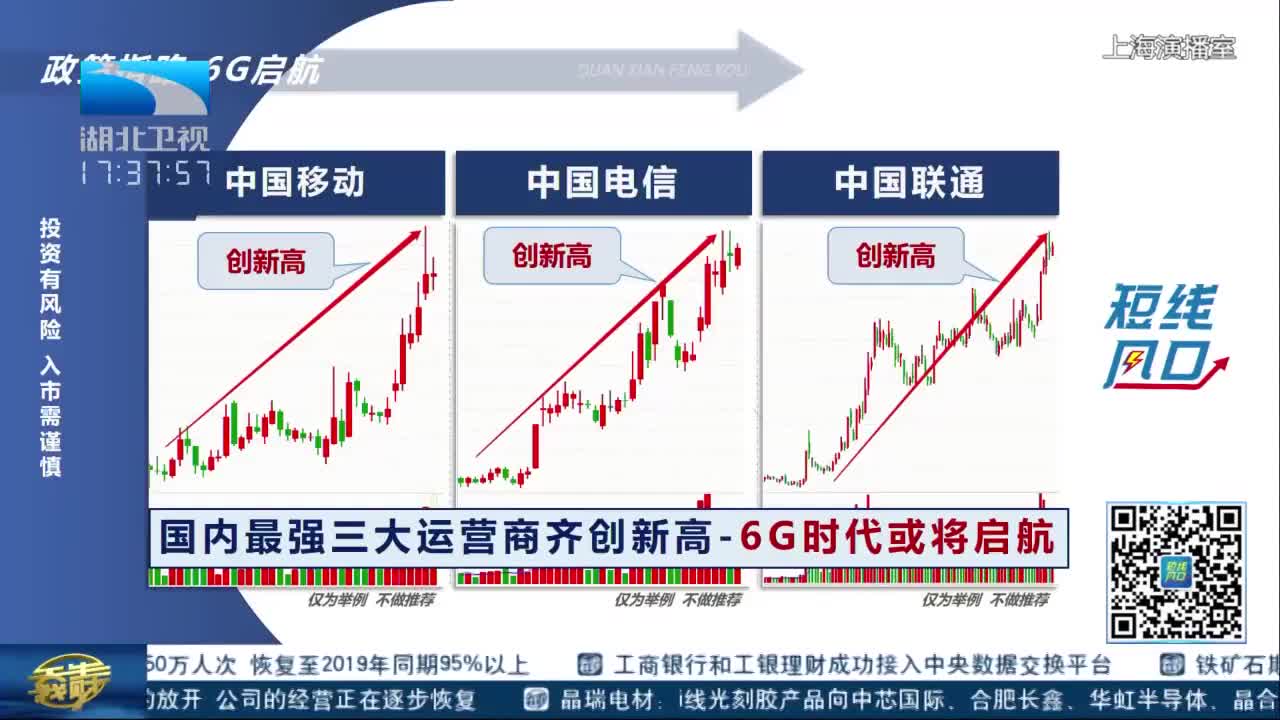 上海演播室
6G启航
DUAN XIAN FENG KOU
湖北卫视
17:37:57
中国移动
中国电信
中国联通
创新高
创新高
创新高
投资有风险 入市需谨慎
短线
风口
国内最强三大运营商齐创新高-6G时代或将启航
仅为举例 不做推荐
仅为举例 不做推荐
仅为举例 不做推荐
短线
风口
50万人次 恢复至2019年同期95%以上 工商银行和工银理财成功接入中央数据交换平台 铁矿石期
的放开 公司的经营正在逐步恢复 晶瑞电材：i线光刻胶产品向中芯国际、合肥长鑫、华虹半导体、晶合